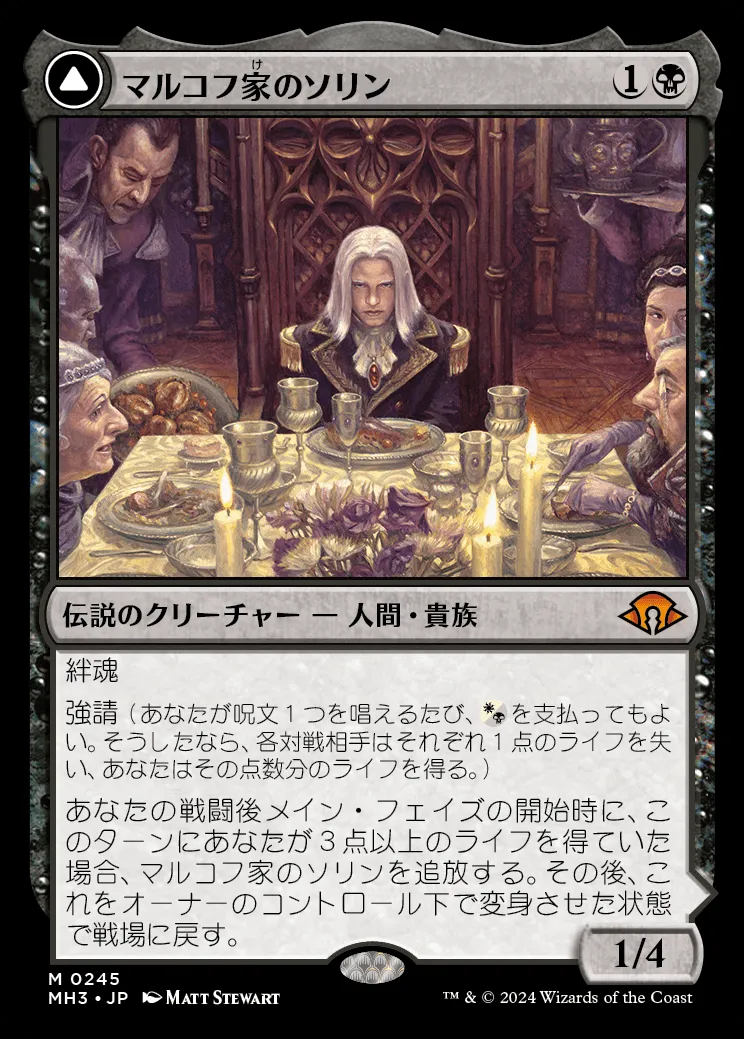 マルコフ家のソリン
け
1
伝説のクリーチャー — 人間・貴族
絆魂
強請（あなたが呪文１つを唱えるたび、を支払ってもよ
い。そうしたなら、各対戦相手はそれぞれ１点のライフを失
い、あなたはその点数分のライフを得る。）
あなたの戦闘後メイン・フェイズの開始時に、こ
のターンにあなたが３点以上のライフを得ていた
場合、マルコフ家のソリンを追放する。その後、こ
れをオーナーのコントロール下で変身させた状態
で戦場に戻す。
1/4
M 0245
MH3 • JP MATT STEWART
™ & © 2024 Wizards of the Coast